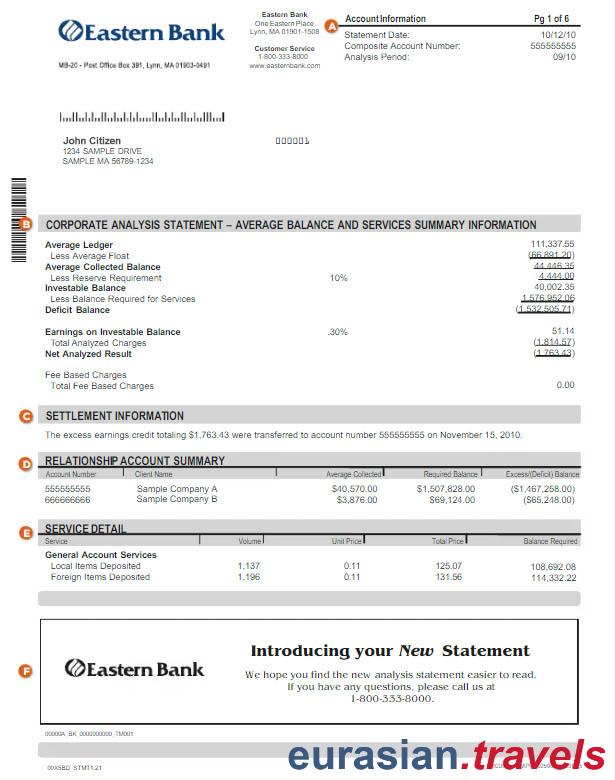 Eastern Bank
MB-20 - Post Office Box 391, Lynn, MA 01903-0491
Eastern Bank
One Eastern Place
Lynn, MA 01901-1508
Customer Service
1-800-333-8000
www.easternbank.com
A
Account Information Pg 1 of 6
Statement Date: 10/12/10
Composite Account Number: 555555555
Analysis Period: 09/10
John Citizen 000001
1234 SAMPLE DRIVE
SAMPLE MA 56789-1234
B CORPORATE ANALYSIS STATEMENT – AVERAGE BALANCE AND SERVICES SUMMARY INFORMATION
Average Ledger 111,337.55
Less Average Float (66,891.20)
Average Collected Balance 44,446.35
Less Reserve Requirement 10% 4,444.00
Investable Balance 40,002.35
Less Balance Required for Services 1,576,952.06
Deficit Balance (1,532,505.71)
Earnings on Investable Balance .30% 51.14
Total Analyzed Charges (1,814.57)
Net Analyzed Result (1,763.43)
Fee Based Charges
Total Fee Based Charges 0.00
C SETTLEMENT INFORMATION
The excess earnings credit totaling $1,763.43 were transferred to account number 555555555 on November 15, 2010.
D RELATIONSHIP ACCOUNT SUMMARY
Account Number Client Name Average Collected Required Balance Excess/(Deficit) Balance
555555555 Sample Company A $40,570.00 $1,507,828.00 ($1,467,258.00)
666666666 Sample Company B $3,876.00 $69,124.00 ($65,248.00)
E SERVICE DETAIL
Service Volume Unit Price Total Price Balance Required
General Account Services
Local Items Deposited 1,137 0.11 125.07 108,692.08
Foreign Items Deposited 1,196 0.11 131.56 114,332.22
F
Eastern Bank
Introducing your New Statement
We hope you find the new analysis statement easier to read.
If you have any questions, please call us at
1-800-333-8000.
00000A_BK_0000000000_TM001
00X5BD_STMT1.21
eurasian.travels